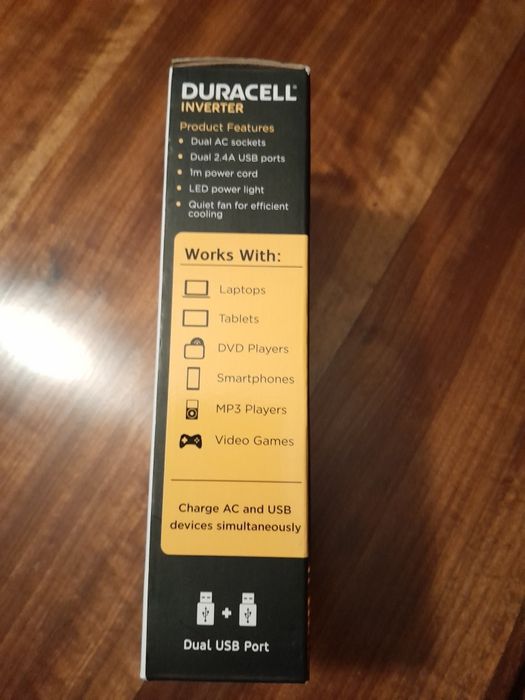 DURACELL®
INVERTER
Product Features
• Dual AC sockets
• Dual 2.4A USB ports
• 1m power cord
• LED power light
• Quiet fan for efficient
cooling
Works With:
Laptops
Tablets
DVD Players
Smartphones
MP3 Players
Video Games
Charge AC and USB
devices simultaneously
+
Dual USB Port